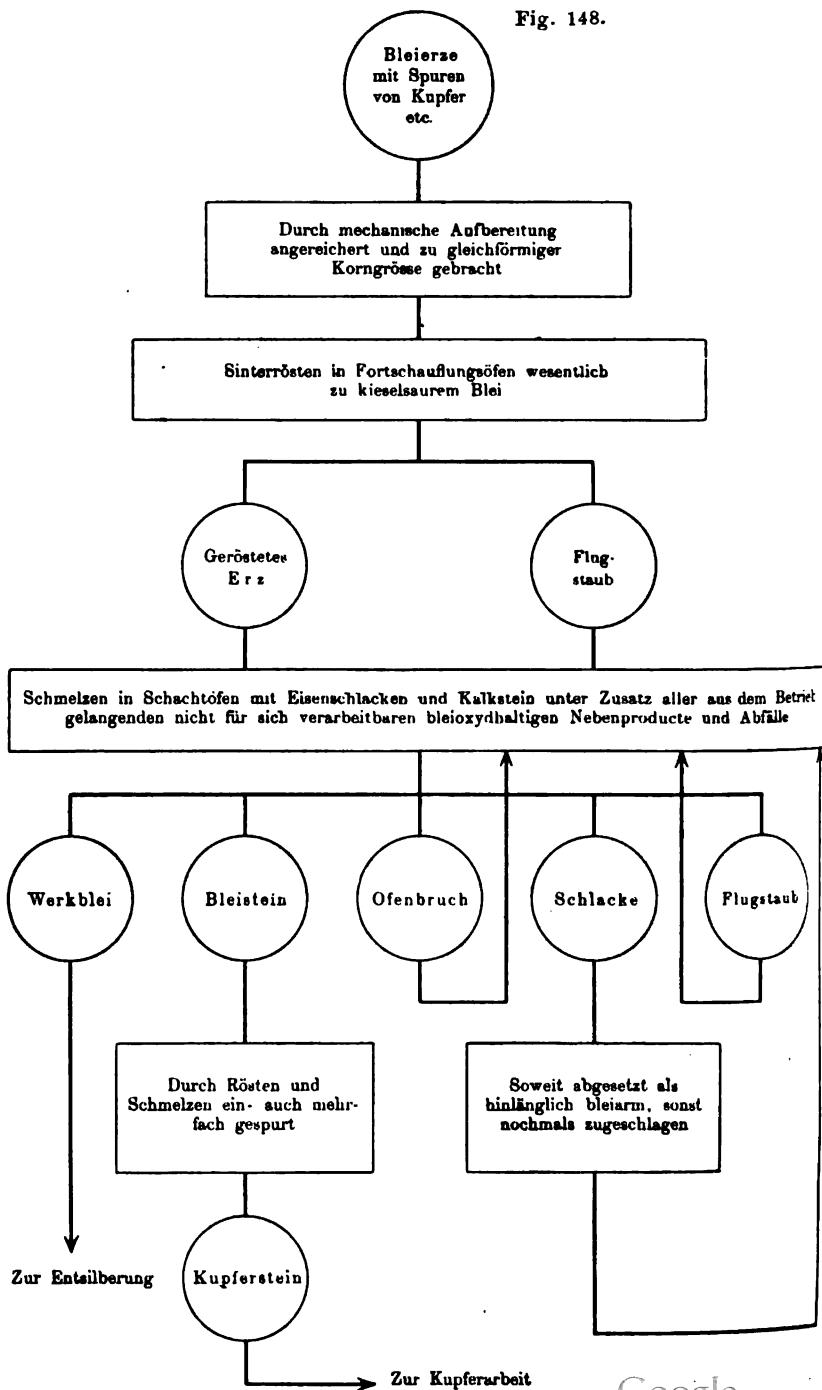 Fig. 148.
Bleierze
mit Spuren
von Kupfer
etc.
Durch mechanische Aufbereitung
angereichert und zu gleichförmiger
Korngrösse gebracht
Sinterrösten in Fortschauflungsöfen wesentlich
zu kieselsaurem Blei
Geröstetes
Erz
Flug-
staub
Schmelzen in Schachtöfen mit Eisenschlacken und Kalkstein unter Zusatz aller aus dem Betrieb
gelangenden nicht für sich verarbeitbaren bleioxydhaltigen Nebenproducte und Abfälle
Werkblei
Bleistein
Ofenbruch
Schlacke
Flugstaub
Durch Rösten und
Schmelzen ein- auch mehr-
fach gespurt
Soweit abgesetzt als
hinlänglich bleiarm, sonst
nochmals zugeschlagen
Zur Entsilberung
Kupferstein
Zur Kupferarbeit
Google